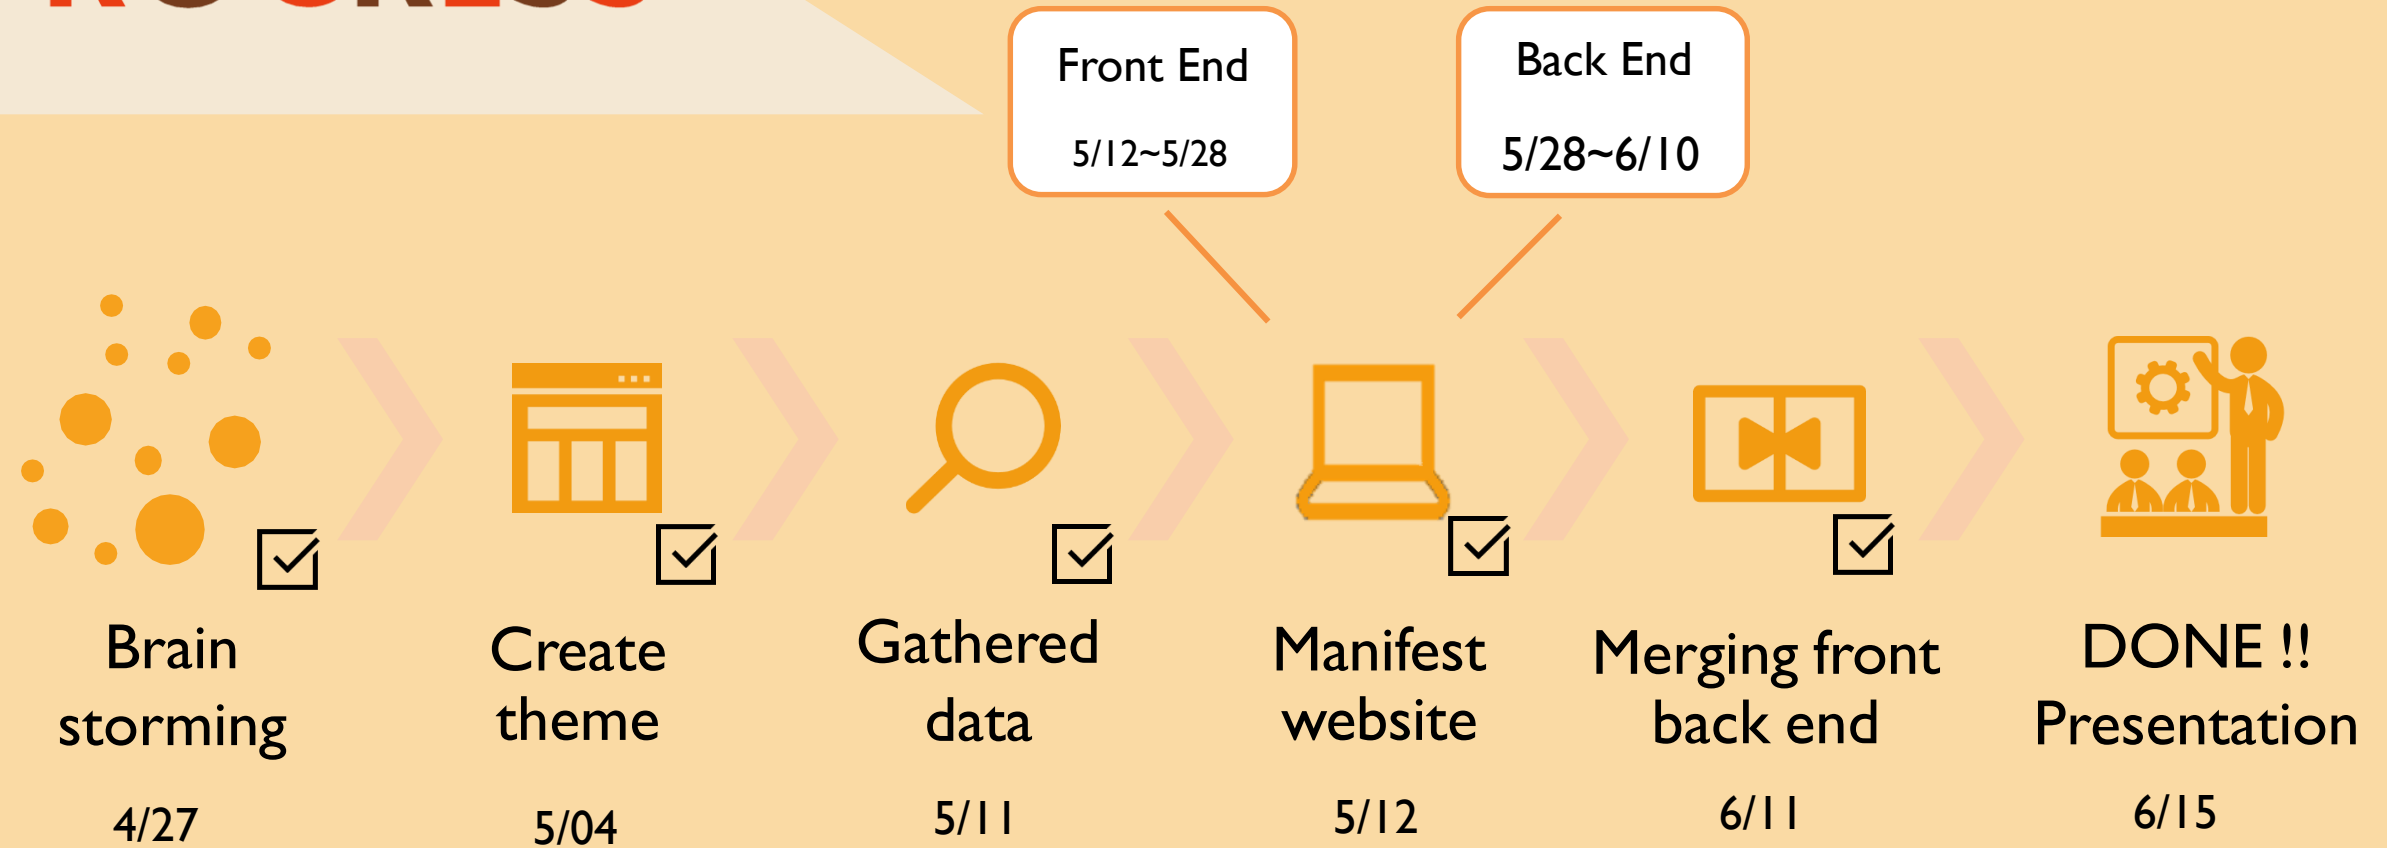 Front End
5/12~5/28
Back End
5/28~6/10
Brain
storming
4/27
Create
theme
5/04
Gathered
data
5/11
Manifest
website
5/12
Merging front
back end
6/11
DONE !!
Presentation
6/15